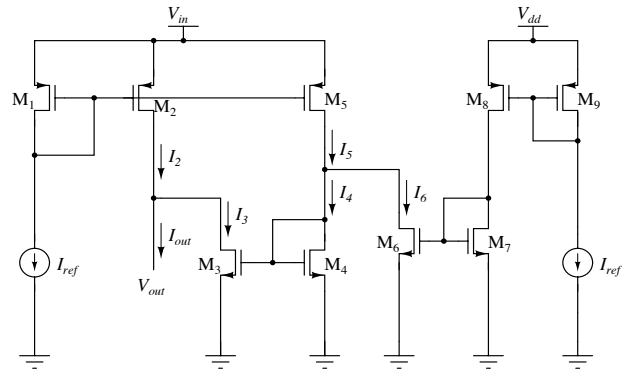 V_in
V_dd
M_1
M_2
M_5
M_8
M_9
I_2
I_5
I_3
I_4
I_6
I_out
M_3
M_4
M_6
M_7
I_ref
V_out
I_ref